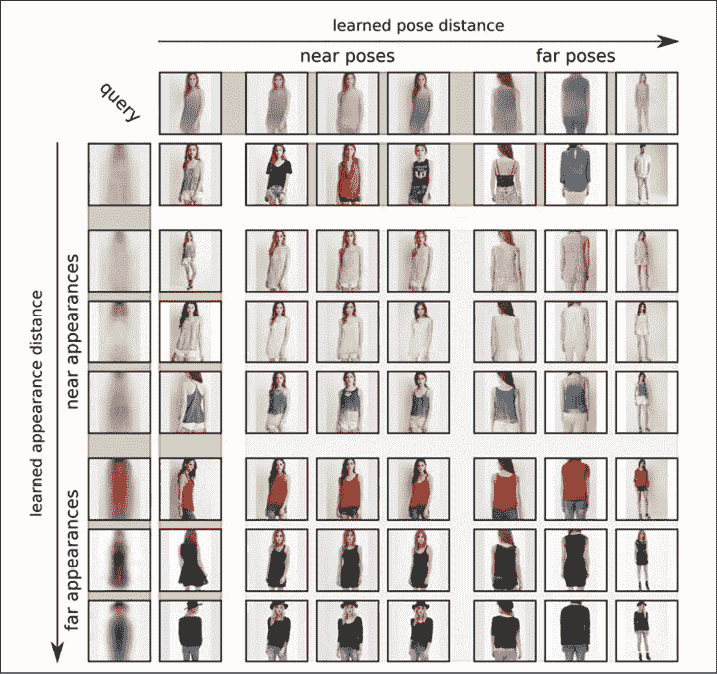 learned pose distance
near poses
far poses
query
near appearances
learned appearance distance
far appearances